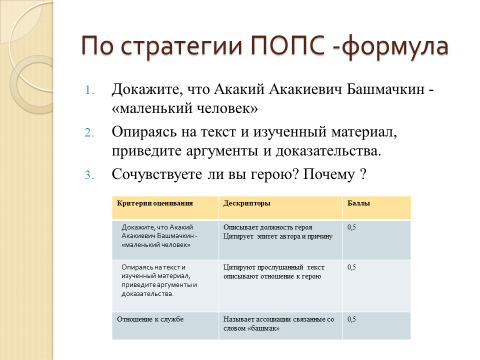 По стратегии ПОПС -формула
1. Докажите, что Акакий Акакиевич Башмачкин -
«маленький человек»
2. Опираясь на текст и изученный материал,
приведите аргументы и доказательства.
3. Сочувствуете ли вы герою? Почему ?
Критерии оценивания
Дескрипторы
Баллы
Докажите, что Акакий
Акакиевич Башмачкин -
«маленький человек»
Описывает должность героя
Цитирует эпитет автора и причину
0,5
Опираясь на текст и
изученный материал,
приведите аргументы и
доказательства.
Цитируют прослушанный текст
описывают отношение к герою
0,5
Отношение к службе
Называет ассоциации связанные со
словом «башмак»
0,5